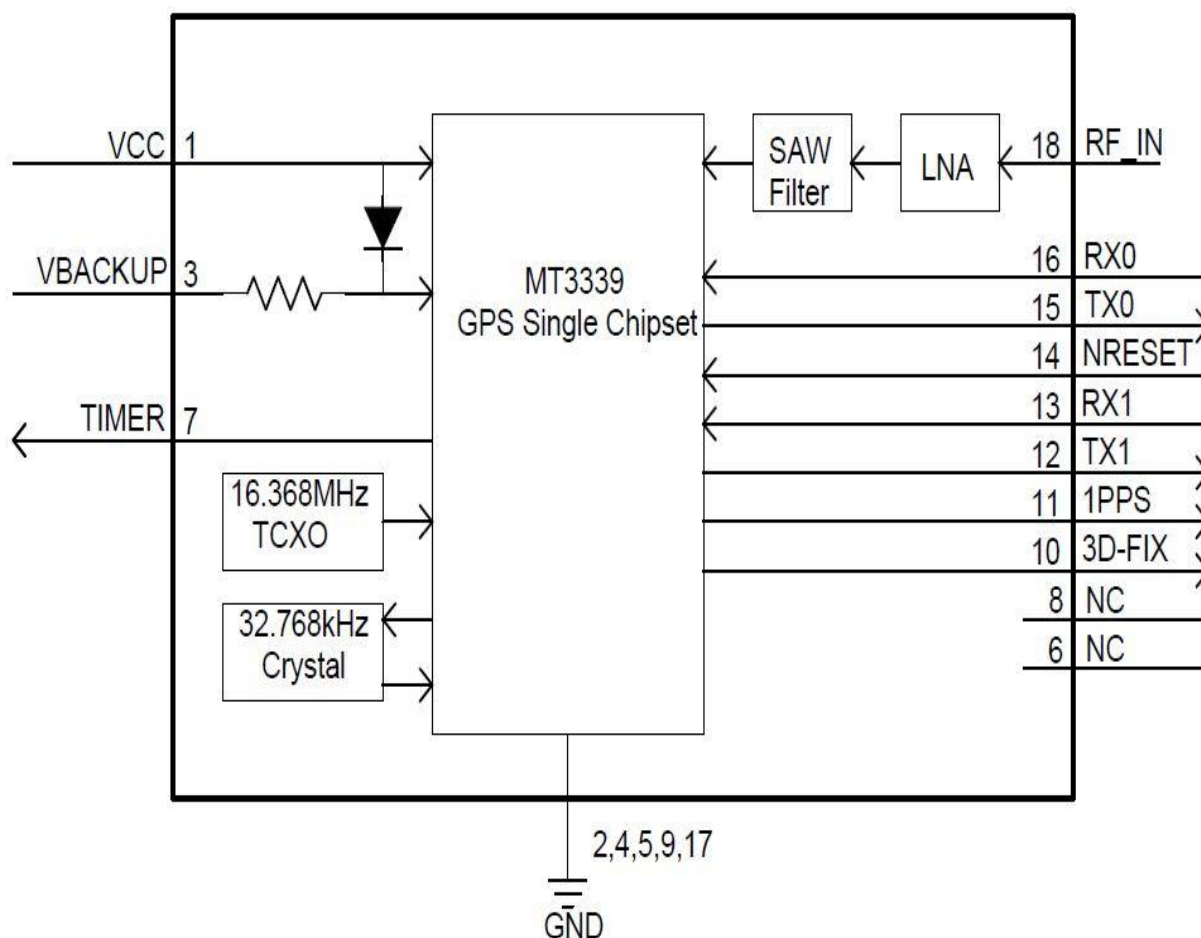 VCC 1
VBACKUP 3
TIMER 7
16.368MHz
TCXO
32.768kHz
Crystal
MT3339
GPS Single Chipset
SAW
Filter
LNA
18 RF_IN
16 RX0
15 TX0
14 NRESET
13 RX1
12 TX1
11 1PPS
10 3D-FIX
8 NC
6 NC
2,4,5,9,17
GND